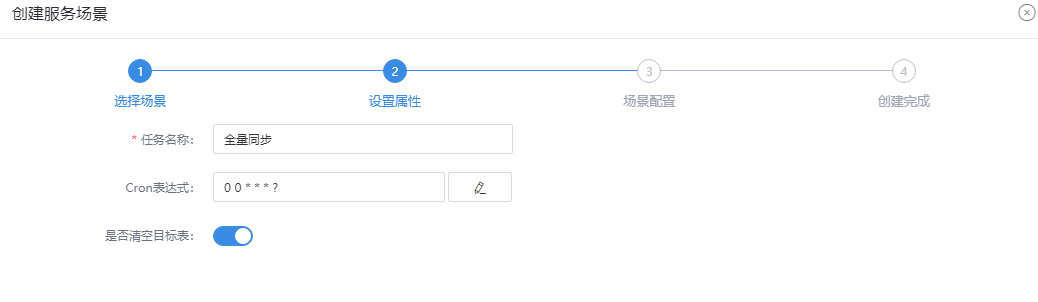 创建服务场景
1 2 3 4
选择场景 设置属性 场景配置 创建完成
* 任务名称： 全量同步
Cron表达式： 0 0 * * * ?
是否清空目标表：